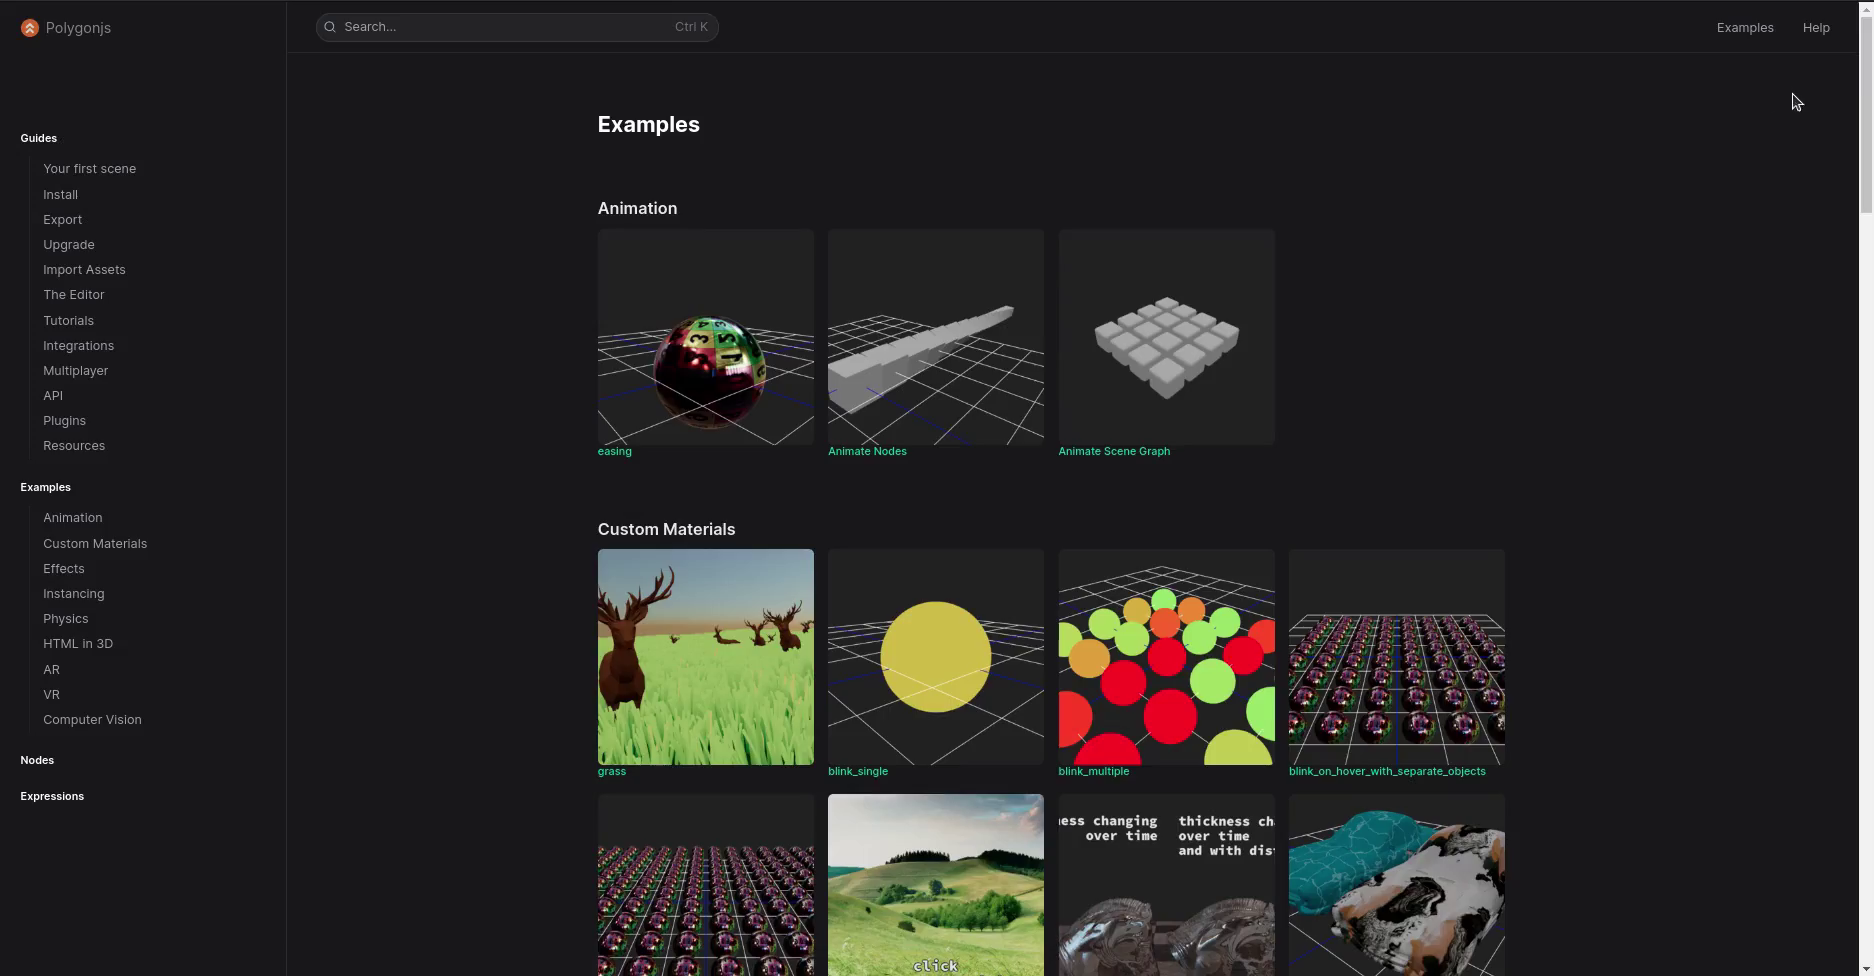 Polygonjs
Search...
Ctrl K
Examples
Help
Guides
Your first scene
Install
Export
Upgrade
Import Assets
The Editor
Tutorials
Integrations
Multiplayer
API
Plugins
Resources
Examples
Animation
Custom Materials
Effects
Instancing
Physics
HTML in 3D
AR
VR
Computer Vision
Nodes
Expressions
Examples
Animation
easing
Animate Nodes
Animate Scene Graph
Custom Materials
grass
blink_single
blink_multiple
blink_on_hover_with_separate_objects
changing
over time
thickness
over time
and with
click